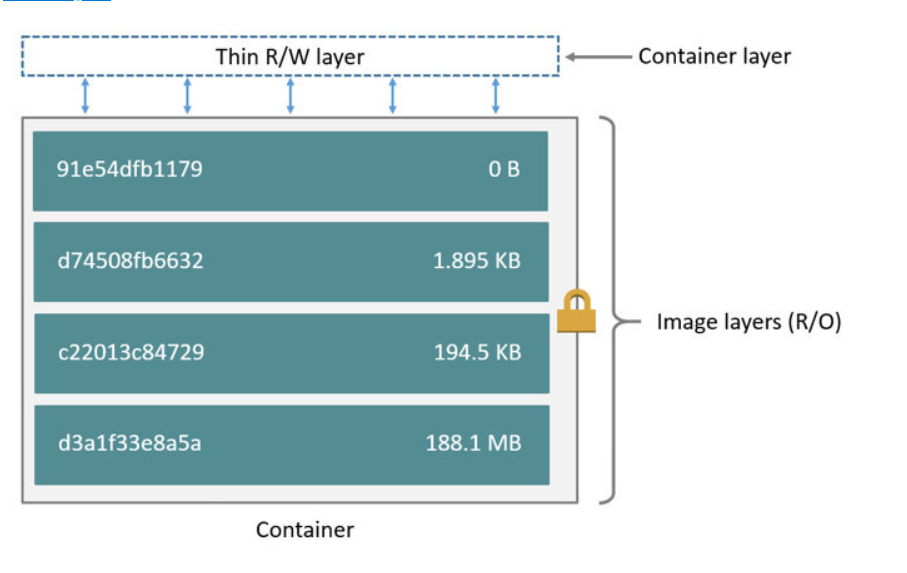 Thin R/W layer
Container layer
91e54dfb1179 0 B
d74508fb6632 1.895 KB
c22013c84729 194.5 KB
Image layers (R/O)
d3a1f33e8a5a 188.1 MB
Container